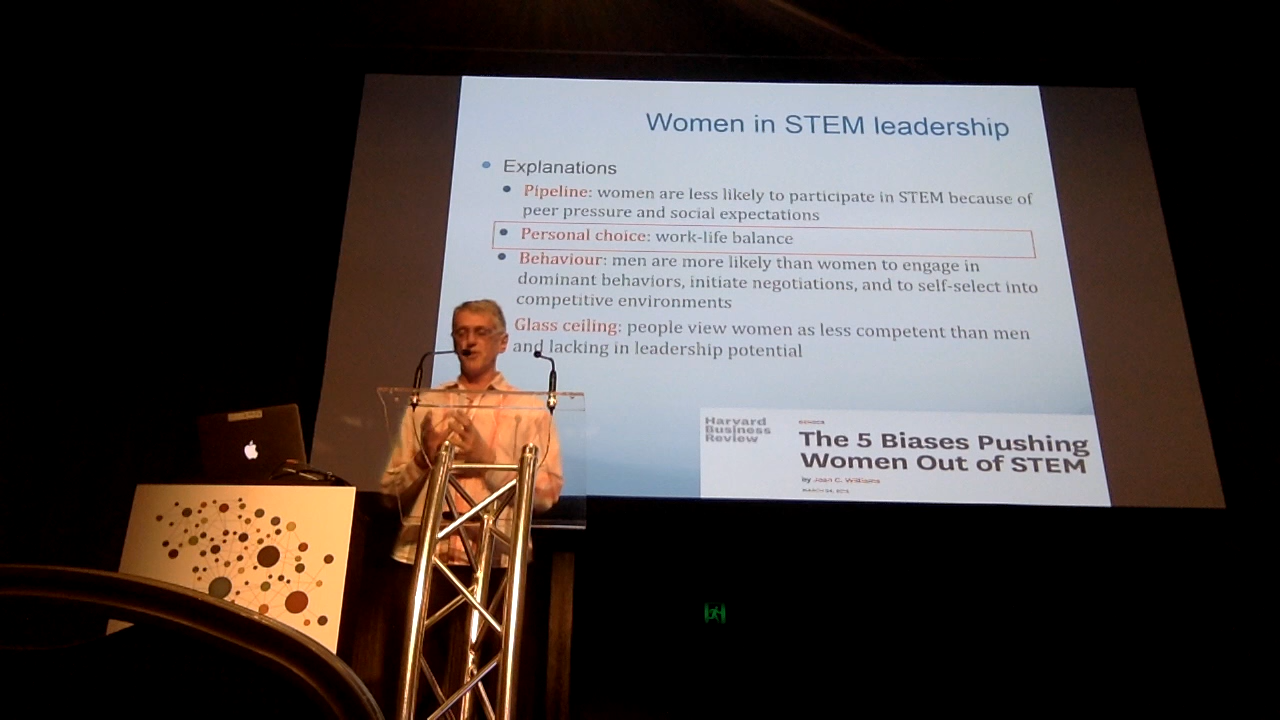 Women in STEM leadership
Explanations
Pipeline: women are less likely to participate in STEM because of
peer pressure and social expectations
Personal choice: work-life balance
Behaviour: men are more likely than women to engage in
dominant behaviors, initiate negotiations, and to self-select into
competitive environments
Glass ceiling: people view women as less competent than men
and lacking in leadership potential
Harvard
Business
Review
The 5 Biases Pushing
Women Out of STEM
by Joan C. Williams